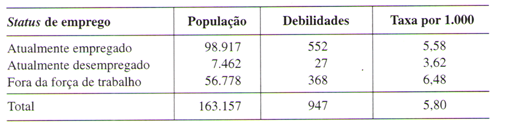 Status de emprego População Debilidades Taxa por 1.000
Atualmente empregado 98.917 552 5,58
Atualmente desempregado 7.462 27 3,62
Fora da força de trabalho 56.778 368 6,48
Total 163.157 947 5,80